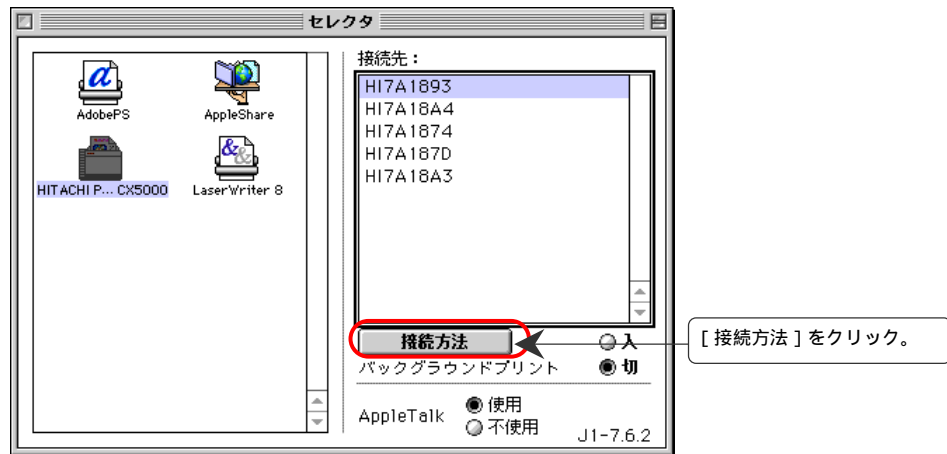 セレクタ
AdobePS
AppleShare
HITACHI P... CX5000
LaserWriter 8
接続先：
HI7A1893
HI7A18A4
HI7A1874
HI7A187D
HI7A18A3
接続方法
入
バックグラウンドプリント
切
AppleTalk
使用
不使用
J1-7.6.2
[ 接続方法 ] をクリック。